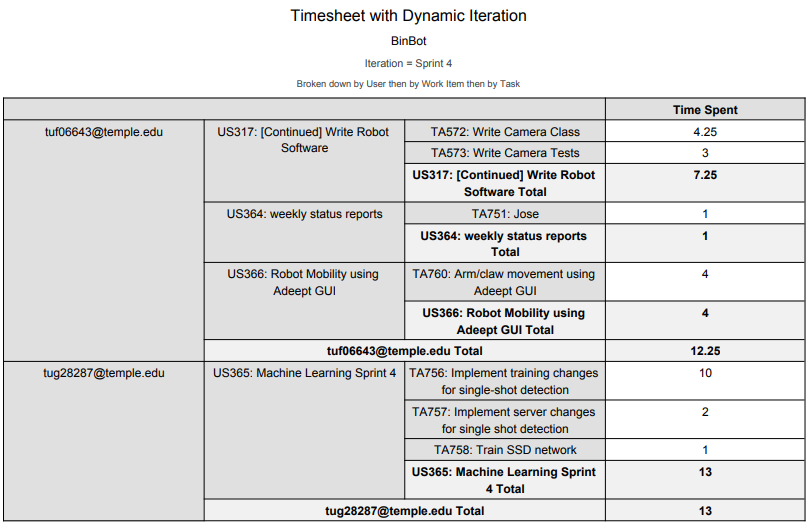 Timesheet with Dynamic Iteration
BinBot
Iteration = Sprint 4
Broken down by User then by Work Item then by Task
Time Spent
tuf06643@temple.edu
US317: [Continued] Write Robot
Software
TA572: Write Camera Class
4.25
TA573: Write Camera Tests
3
US317: [Continued] Write Robot
Software Total
7.25
US364: weekly status reports
TA751: Jose
1
US364: weekly status reports
Total
1
US366: Robot Mobility using
Adeept GUI
TA760: Arm/claw movement using
Adeept GUI
4
US366: Robot Mobility using
Adeept GUI Total
4
tuf06643@temple.edu Total
12.25
tug28287@temple.edu
US365: Machine Learning Sprint 4
TA756: Implement training changes
for single-shot detection
10
TA757: Implement server changes
for single shot detection
2
TA758: Train SSD network
1
US365: Machine Learning Sprint
4 Total
13
tug28287@temple.edu Total
13